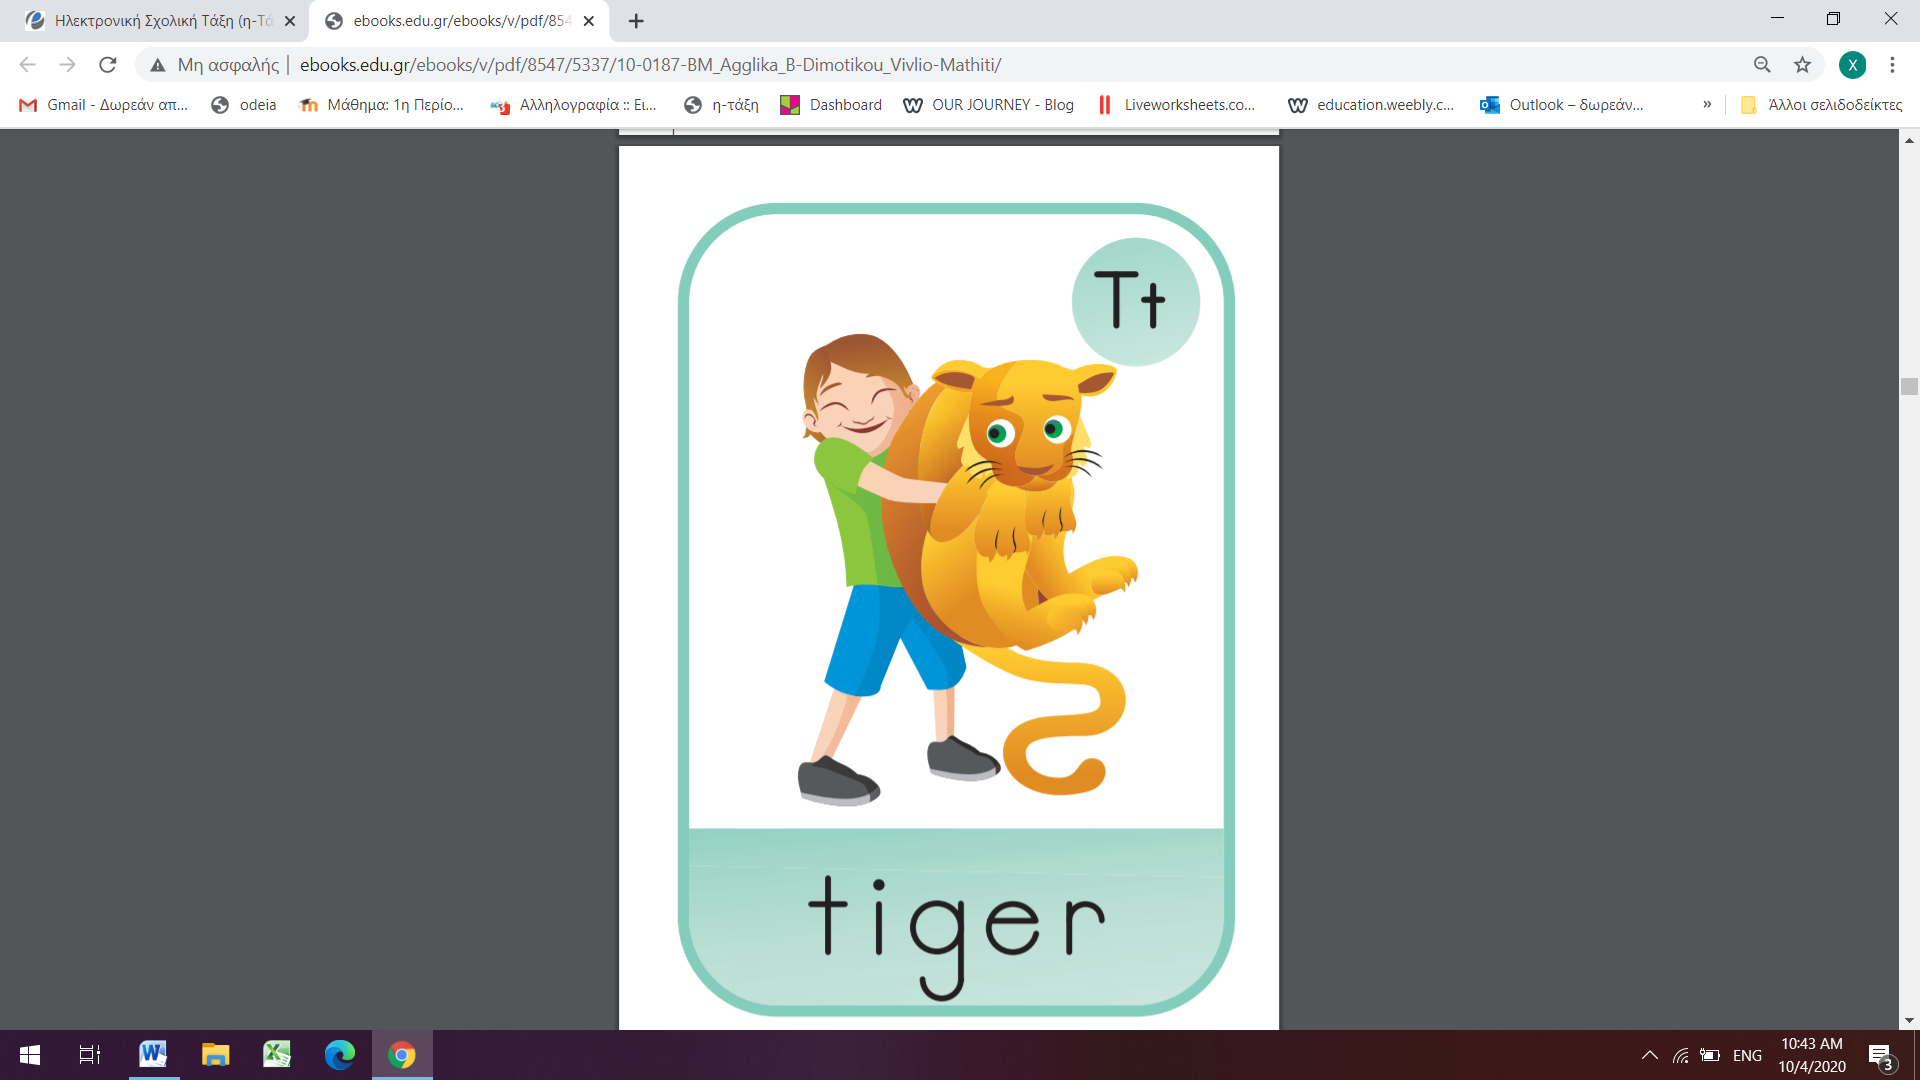 Ηλεκτρονική Σχολική Τάξη (η-Τά
ebooks.edu.gr/ebooks/v/pdf/854
Μη ασφαλής
ebooks.edu.gr/ebooks/v/pdf/8547/5337/10-0187-BM_Agglika_B-Dimotikou_Vivlio-Mathiti/
X
Gmail - Δωρεάν απ...
odeia
Μάθημα: 1η Περίο...
Αλληλογραφία :: Ει...
η-τάξη
Dashboard
OUR JOURNEY - Blog
Liveworksheets.co...
education.weebly.c...
Outlook – δωρεάν...
»
Άλλοι σελιδοδείκτες
Tt
tiger
ENG
10:43 AM
10/4/2020
3